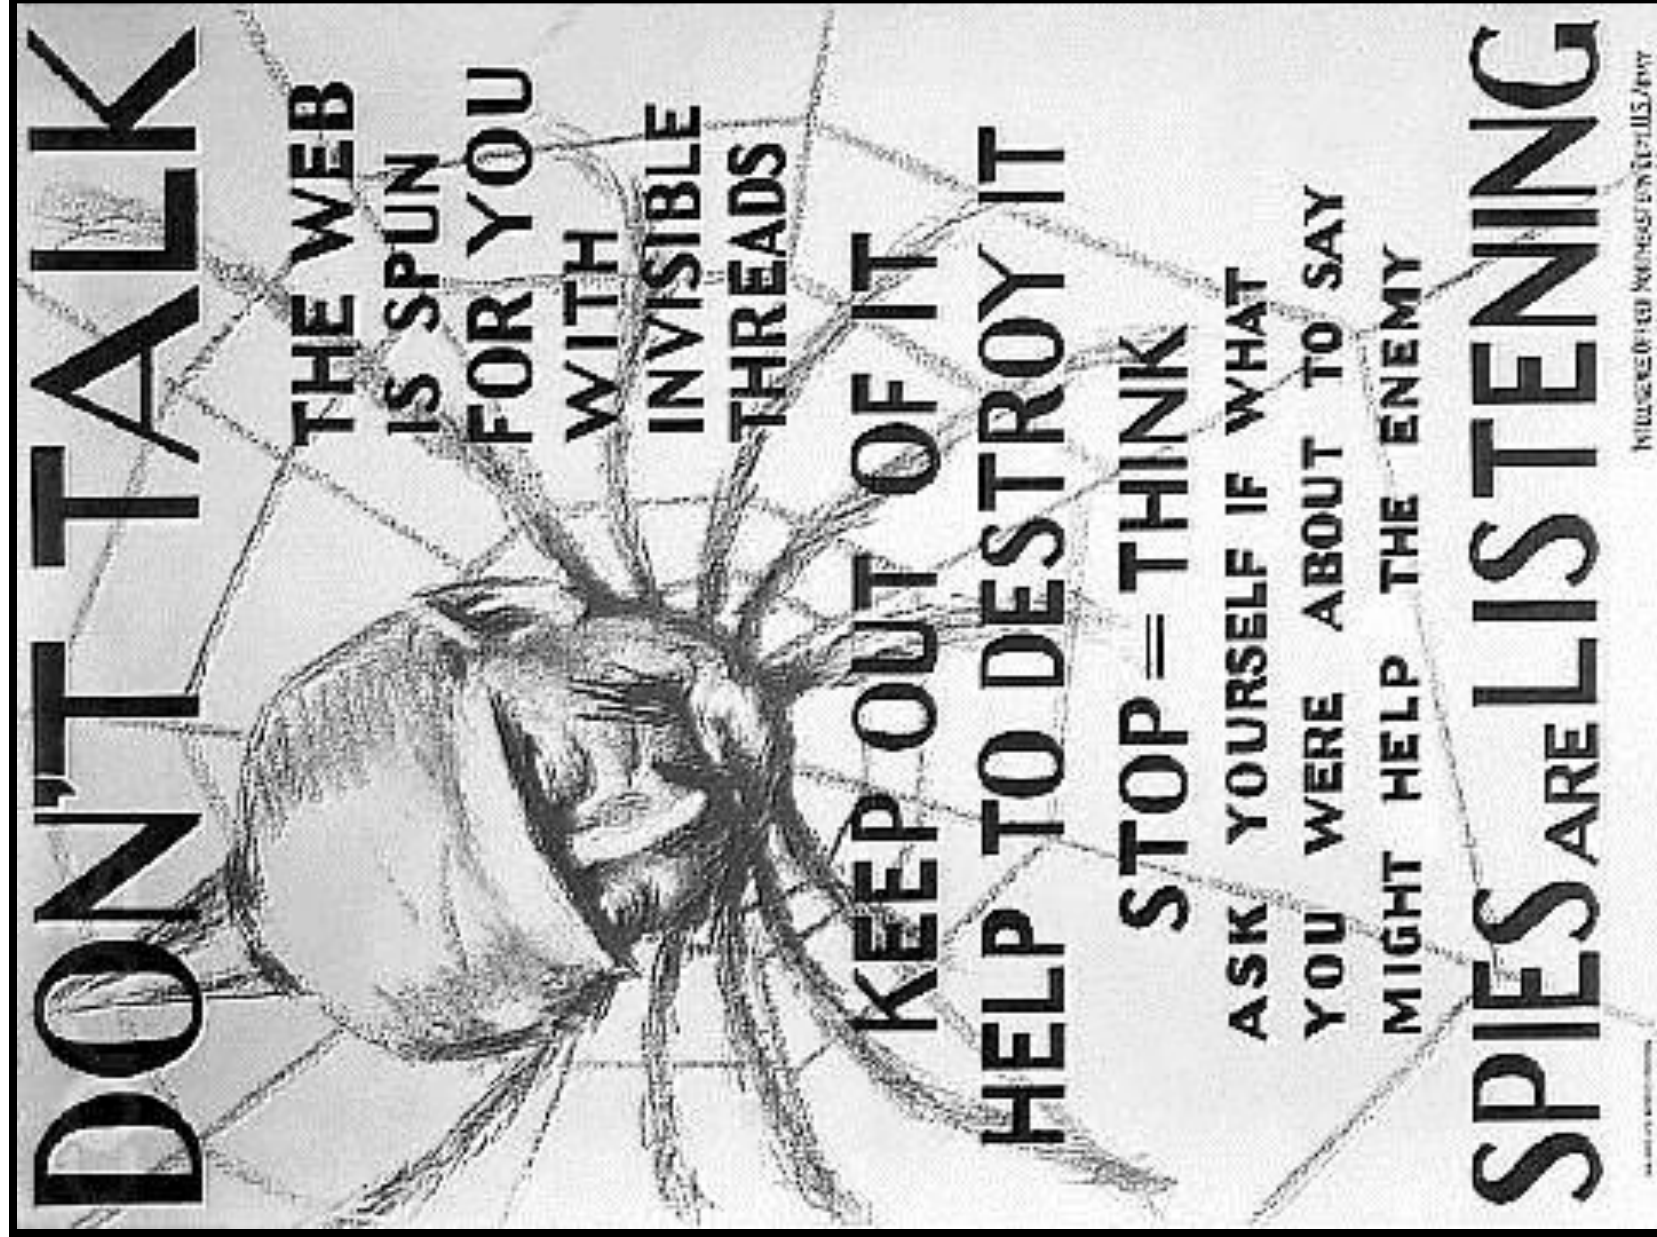 DON'T TALK
THE WEB
IS SPUN
FOR YOU
WITH
INVISIBLE
THREADS
KEEP OUT OF IT
HELP TO DESTROY IT
STOP = THINK
ASK YOURSELF IF WHAT
YOU WERE ABOUT TO SAY
MIGHT HELP THE ENEMY
SPIES ARE LISTENING